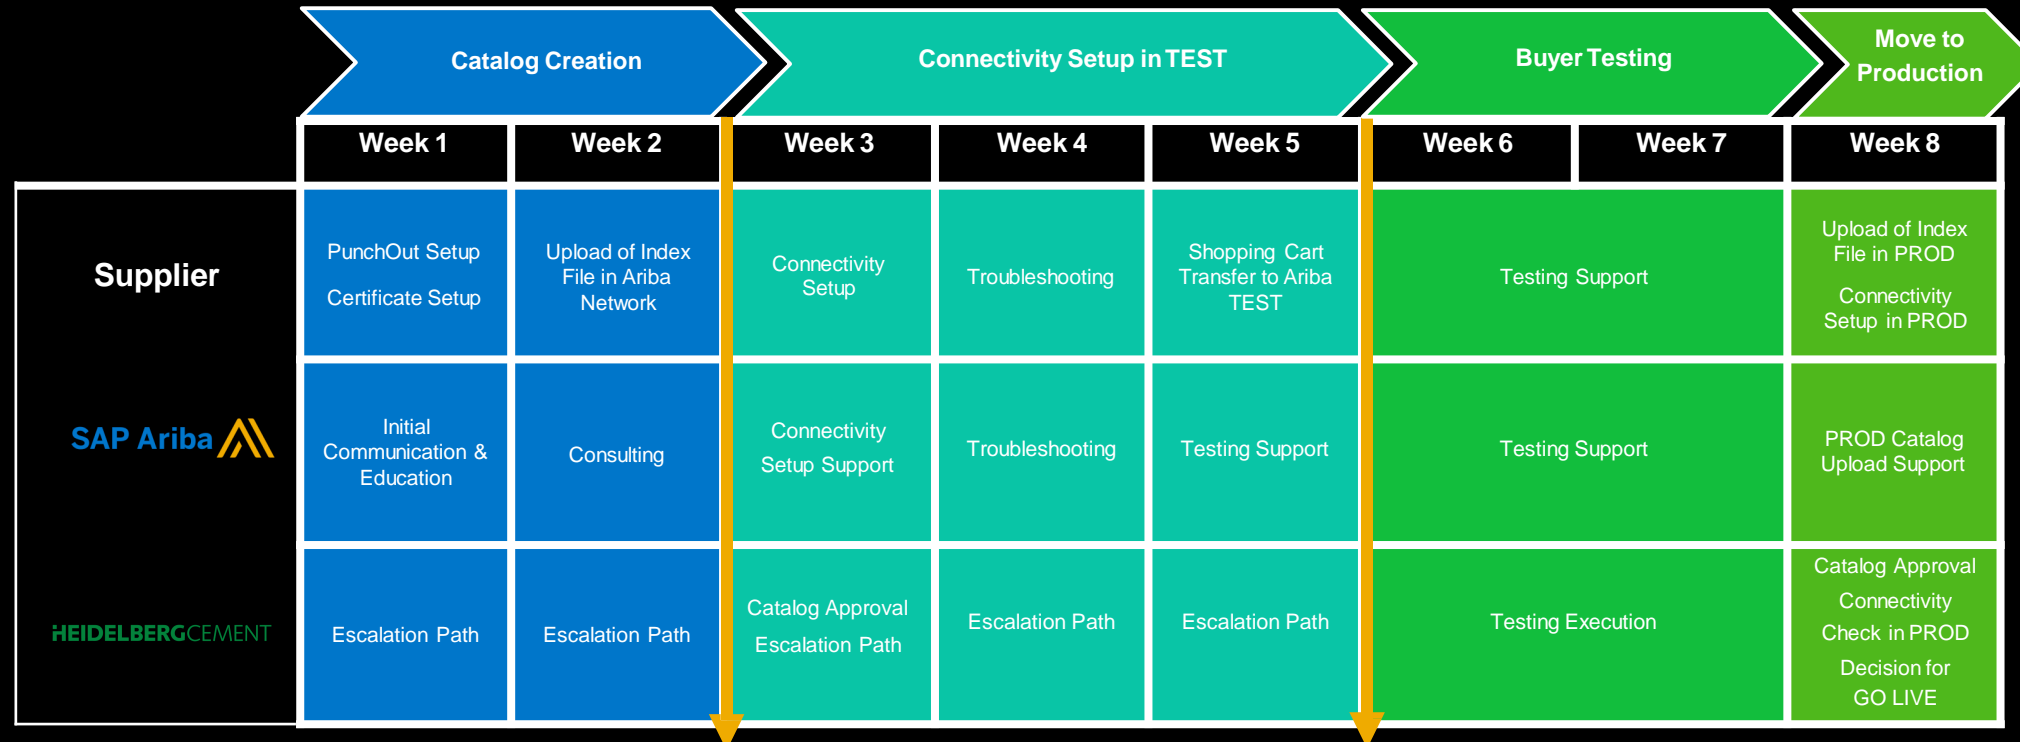 Catalog Creation
Connectivity Setup in TEST
Buyer Testing
Move to
Production
Week 1
Week 2
Week 3
Week 4
Week 5
Week 6
Week 7
Week 8
Supplier
PunchOut Setup
Certificate Setup
Upload of Index
File in Ariba
Network
Connectivity
Setup
Troubleshooting
Shopping Cart
Transfer to Ariba
TEST
Testing Support
Upload of Index
File in PROD
Connectivity
Setup in PROD
SAP Ariba
Initial
Communication &
Education
Consulting
Connectivity
Setup Support
Troubleshooting
Testing Support
Testing Support
PROD Catalog
Upload Support
HEIDELBERGCEMENT
Escalation Path
Escalation Path
Catalog Approval
Escalation Path
Escalation Path
Escalation Path
Testing Execution
Catalog Approval
Connectivity
Check in PROD
Decision for
GO LIVE